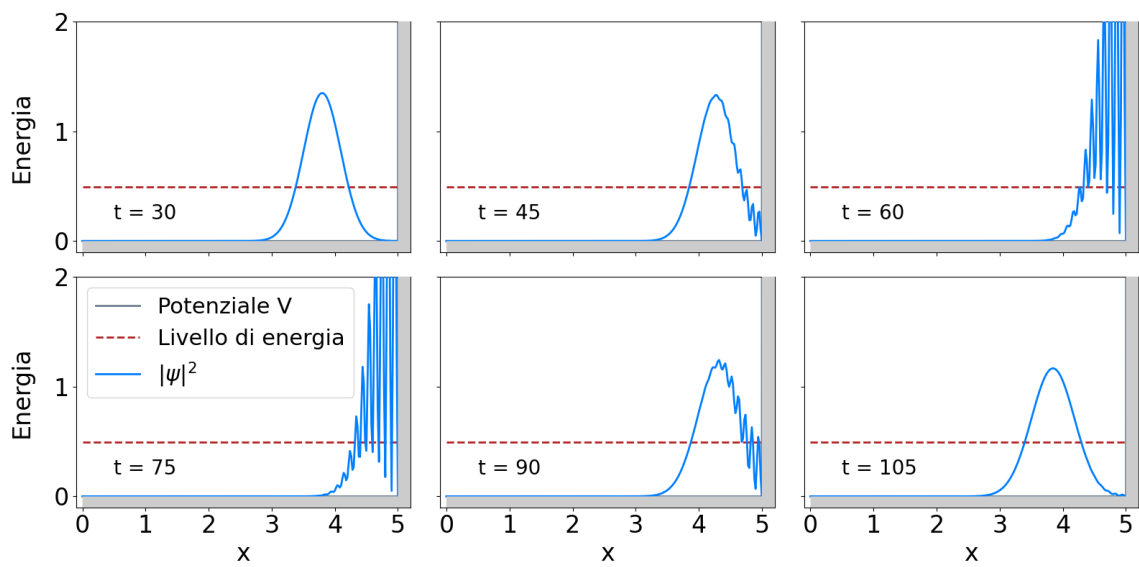 Energia
2
1
0
t = 30
t = 45
t = 60
Energia
2
1
0
Potenziale V
Livello di energia
|ψ|²
t = 75
t = 90
t = 105
0 1 2 3 4 5
0 1 2 3 4 5
0 1 2 3 4 5
x
x
x